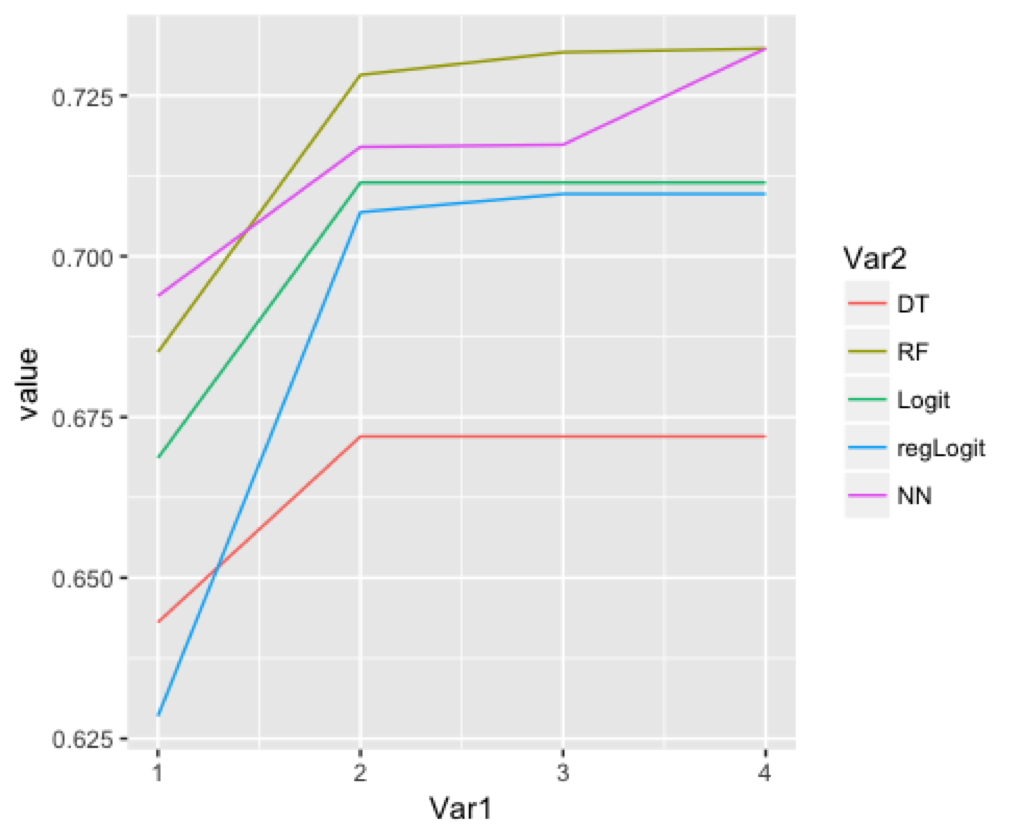 value
0.725
0.700
0.675
0.650
0.625
1 2 3 4
Var1
Var2
DT
RF
Logit
regLogit
NN